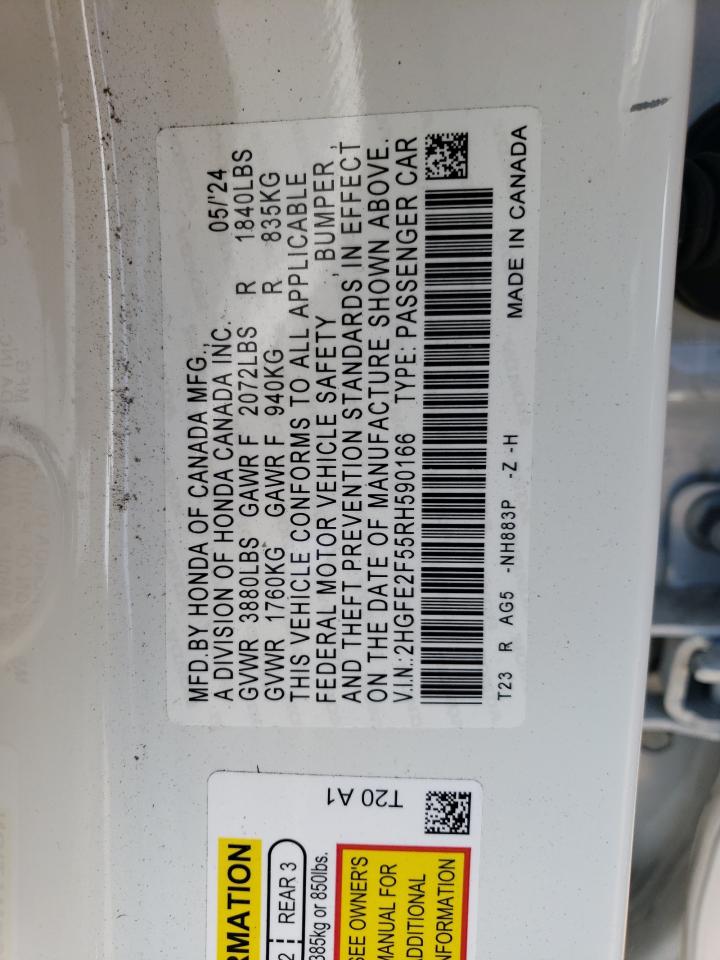 MFD.BY HONDA OF CANADA MFG.,
A DIVISION OF HONDA CANADA INC. 05/'24
GVWR 3880LBS GAWR F 2072LBS R 1840LBS
GVWR 1760KG GAWR F 940KG R 835KG
THIS VEHICLE CONFORMS TO ALL APPLICABLE
FEDERAL MOTOR VEHICLE SAFETY , BUMPER ,
AND THEFT PREVENTION STANDARDS IN EFFECT
ON THE DATE OF MANUFACTURE SHOWN ABOVE.
V.I.N.:2HGFE2F55RH590166 TYPE: PASSENGER CAR
T23 R AG5 -NH883P -Z -H MADE IN CANADA
T20 A1
RMATION
2 REAR 3
385kg or 850lbs.
SEE OWNER'S
MANUAL FOR
ADDITIONAL
NFORMATION